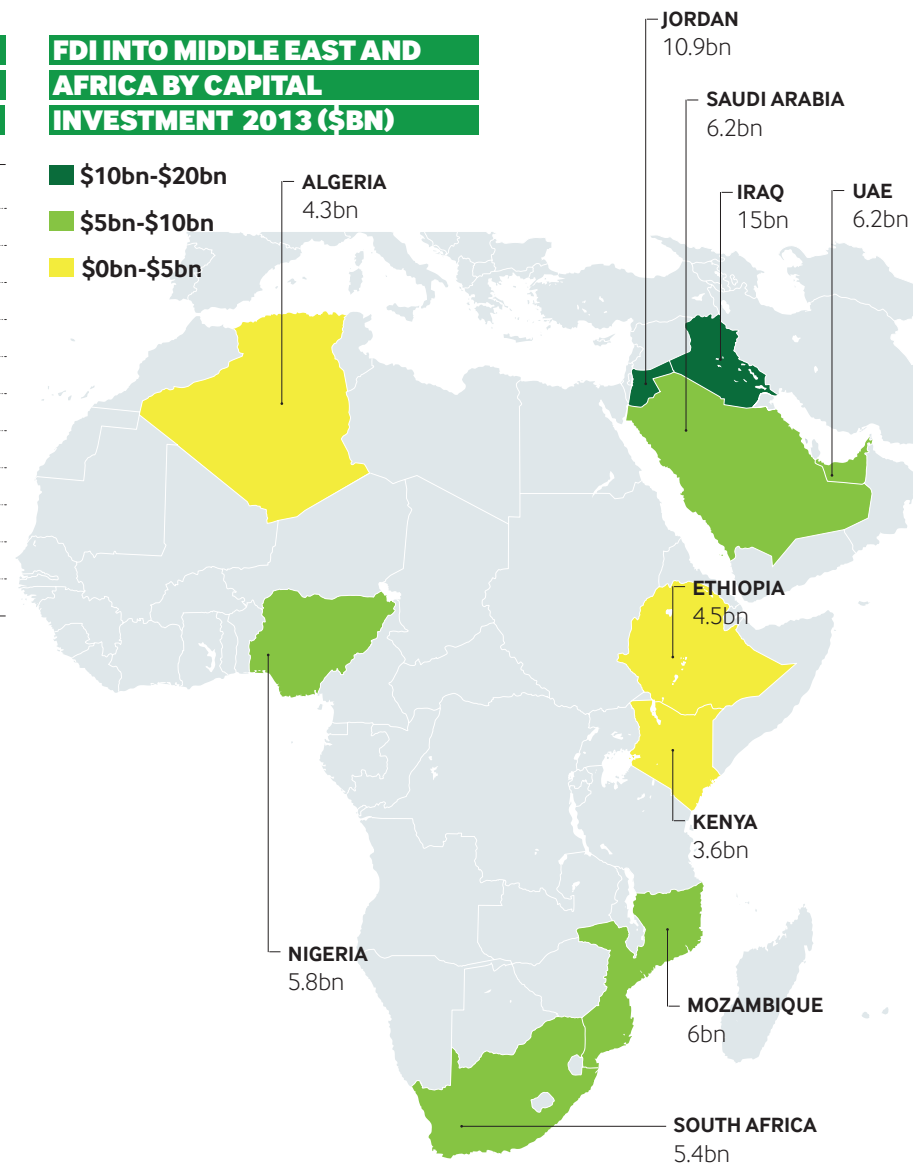 FDI INTO MIDDLE EAST AND
AFRICA BY CAPITAL
INVESTMENT 2013 ($BN)
$10bn-$20bn
$5bn-$10bn
$0bn-$5bn
JORDAN
10.9bn
SAUDI ARABIA
6.2bn
ALGERIA
4.3bn
IRAQ
15bn
UAE
6.2bn
ETHIOPIA
4.5bn
KENYA
3.6bn
NIGERIA
5.8bn
MOZAMBIQUE
6bn
SOUTH AFRICA
5.4bn